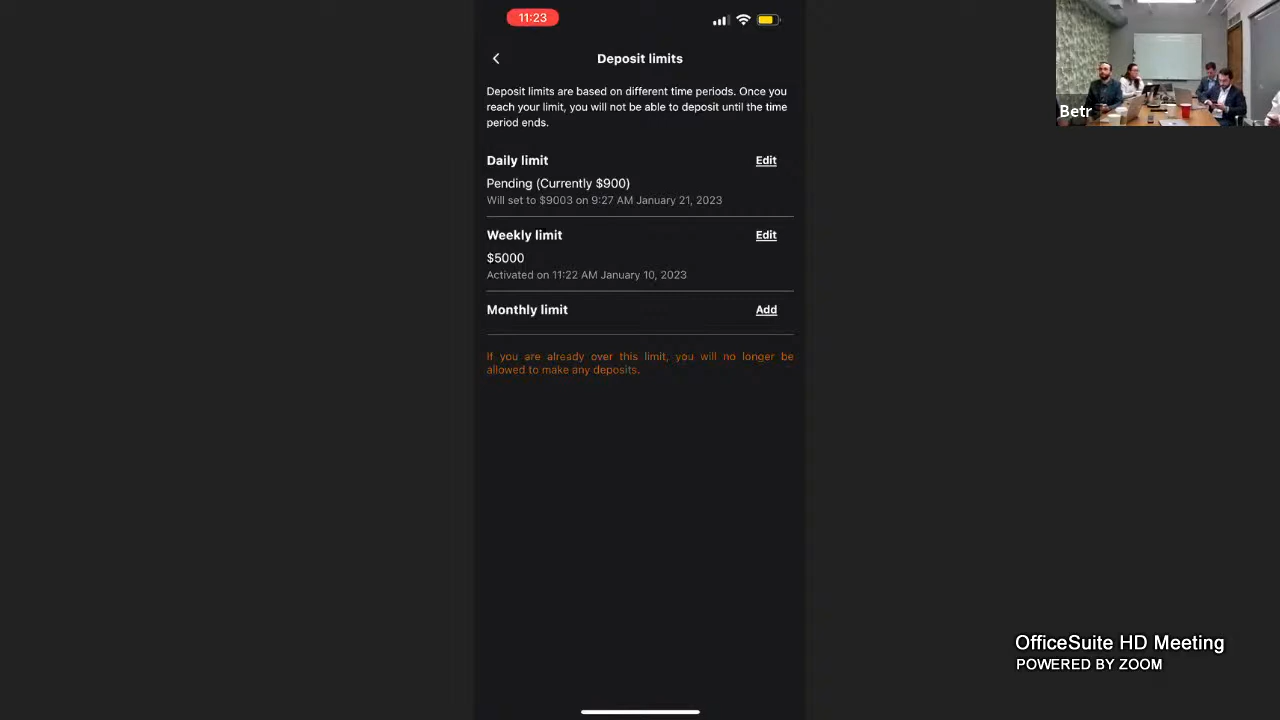 11:23
Deposit limits
Deposit limits are based on different time periods. Once you
reach your limit, you will not be able to deposit until the time
period ends.
Daily limit Edit
Pending (Currently $900)
Will set to $9003 on 9:27 AM January 21, 2023
Weekly limit Edit
$5000
Activated on 11:22 AM January 10, 2023
Monthly limit Add
If you are already over this limit, you will no longer be
allowed to make any deposits.
Betr
OfficeSuite HD Meeting
POWERED BY ZOOM